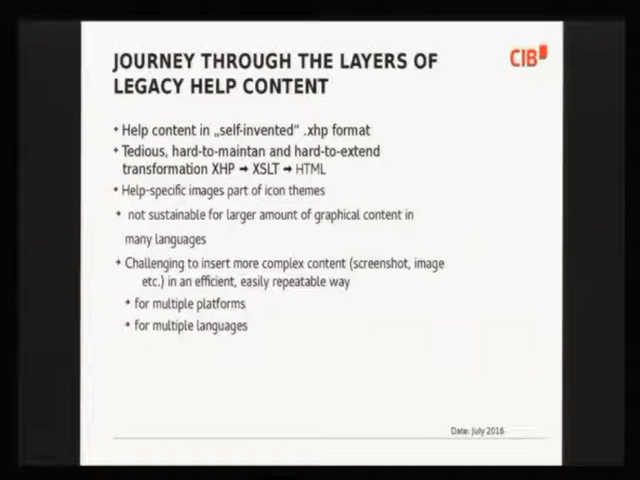 JOURNEY THROUGH THE LAYERS OF
LEGACY HELP CONTENT
CIB
• Help content in „self-invented“ .xhp format
• Tedious, hard-to-maintan and hard-to-extend
transformation XHP ➡ XSLT ➡ HTML
• Help-specific images part of icon themes
• not sustainable for larger amount of graphical content in
many languages
• Challenging to insert more complex content (screenshot, image
etc.) in an efficient, easily repeatable way
• for multiple platforms
• for multiple languages
Date: July 2016